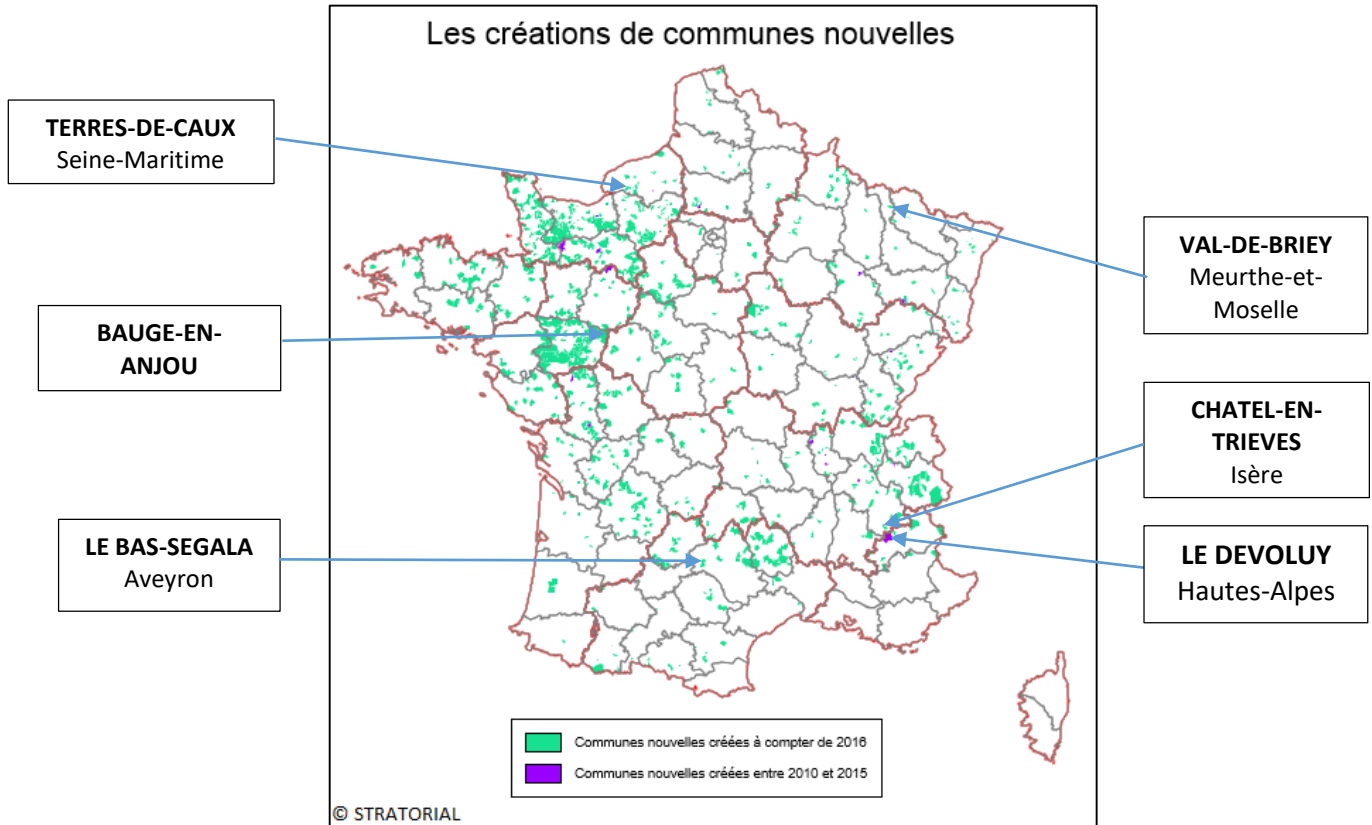 Les créations de communes nouvelles
TERRES-DE-CAUX
Seine-Maritime
BAUGE-EN-
ANJOU
LE BAS-SEGALA
Aveyron
VAL-DE-BRIEY
Meurthe-et-
Moselle
CHATEL-EN-
TRIEVES
Isère
LE DEVOLUY
Hautes-Alpes
Communes nouvelles créées à compter de 2016
Communes nouvelles créées entre 2010 et 2015
© STRATORIAL